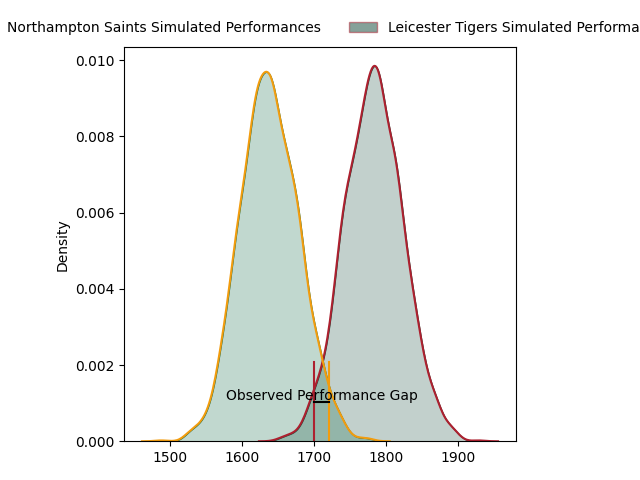 Northampton Saints Simulated Performances Leicester Tigers Simulated Performa
0.010
0.008
0.006
0.004
0.002
0.000
Density
Observed Performance Gap
1500 1600 1700 1800 1900